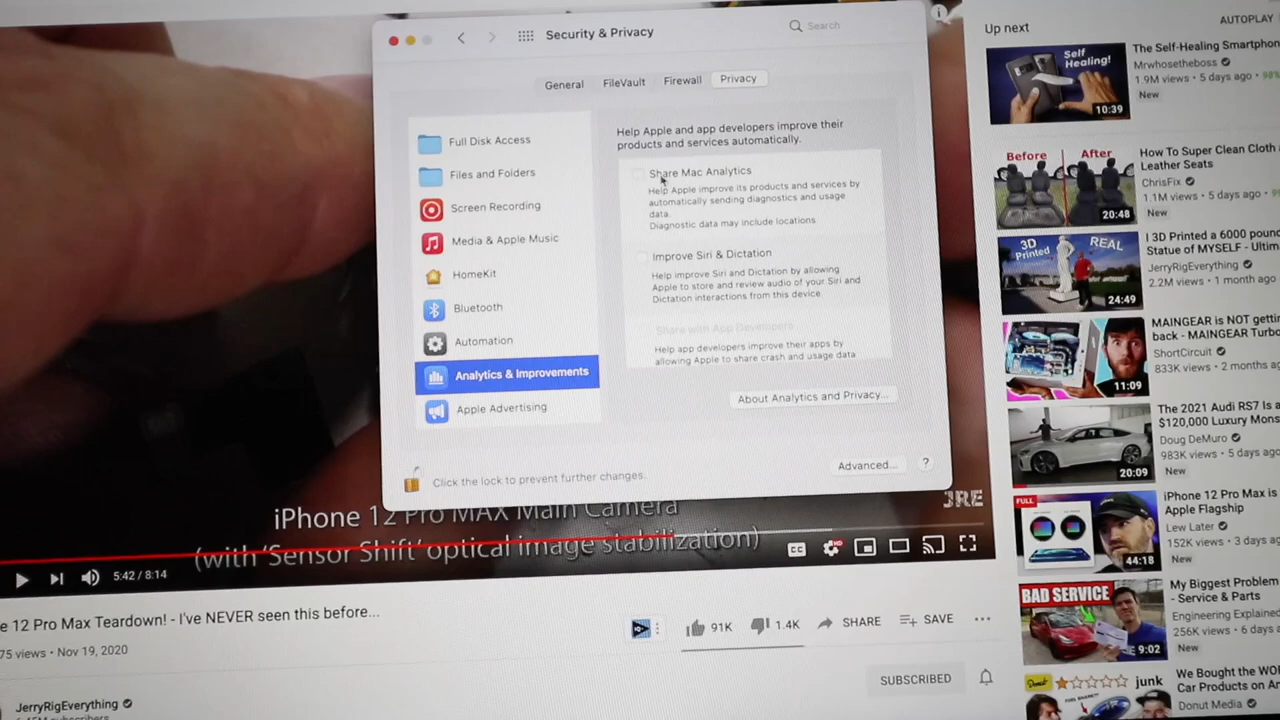 Security & Privacy
Search
General
FileVault
Firewall
Privacy
Full Disk Access
Files and Folders
Screen Recording
Media & Apple Music
HomeKit
Bluetooth
Automation
Analytics & Improvements
Apple Advertising
Help Apple and app developers improve their
products and services automatically.
Share Mac Analytics
Help Apple improve its products and services by
automatically sending diagnostics and usage
data.
Diagnostic data may include locations
Improve Siri & Dictation
Help improve Siri and Dictation by allowing
Apple to store and review audio of your Siri and
Dictation interactions from this device.
Share with App Developers
Help app developers improve their apps by
allowing Apple to share crash and usage data
About Analytics and Privacy...
Click the lock to prevent further changes.
Advanced...
?
JRE
iPhone 12 Pro MAX Main Camera
(with 'Sensor Shift' optical image stabilization)
5:42 / 8:14
CC
HD
e 12 Pro Max Teardown! - I've NEVER seen this before...
75 views • Nov 19, 2020
91K
1.4K
SHARE
SAVE
JerryRigEverything
SUBSCRIBED
Up next
AUTOPLAY
Self
Healing!
10:39
The Self-Healing Smartphon
Mrwhosetheboss
1.9M views • 5 days ago • 98%
New
Before
After
20:48
How To Super Clean Cloth
Leather Seats
ChrisFix
1.1M views • 5 days ago
New
3D
Printed
REAL
24:49
I 3D Printed a 6000 pound
Statue of MYSELF - Ultim
JerryRigEverything
2.2M views • 1 month ago
11:09
MAINGEAR is NOT getting
back - MAINGEAR Turbo
ShortCircuit
833K views • 2 months ag
20:09
The 2021 Audi RS7 Is a
$120,000 Luxury Mons
Doug DeMuro
983K views • 5 days ago
New
FULL
44:18
iPhone 12 Pro Max is
Apple Flagship
Lew Later
152K views • 3 days ag
New
BAD SERVICE
9:02
My Biggest Problem
- Service & Parts
Engineering Explained
256K views • 6 days a
New
Donut
junk
We Bought the WO
Car Products on Am
Donut Media